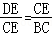 DE/CE = CE/BC